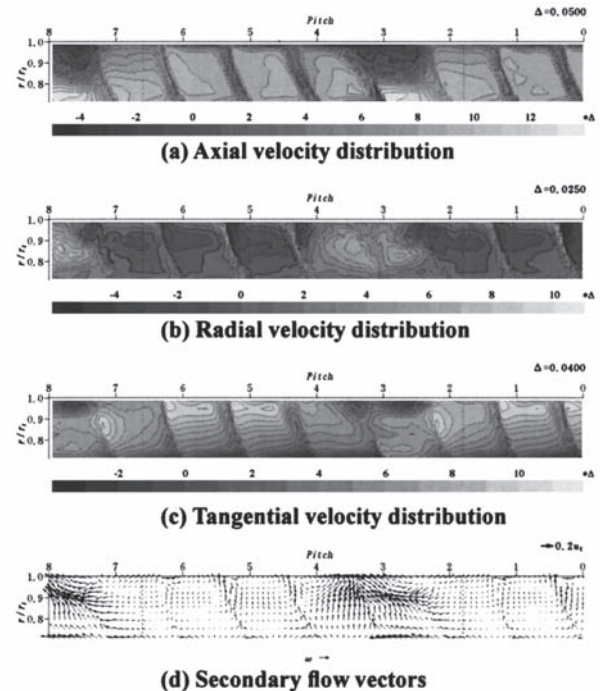 Δ=0.0500
Pitch
8 7 6 5 4 3 2 1 0
1.0
0.9
0.8
r/rt
-4 -2 0 2 4 6 8 10 12 *Δ
(a) Axial velocity distribution
Δ=0.0250
Pitch
8 7 6 5 4 3 2 1 0
1.0
0.9
0.8
r/rt
-4 -2 0 2 4 6 8 10 *Δ
(b) Radial velocity distribution
Δ=0.0400
Pitch
8 7 6 5 4 3 2 1 0
1.0
0.9
0.8
r/rt
-2 0 2 4 6 8 10 *Δ
(c) Tangential velocity distribution
→0.2ut
Pitch
8 7 6 5 4 3 2 1 0
1.0
0.9
0.8
r/rt
ω →
(d) Secondary flow vectors